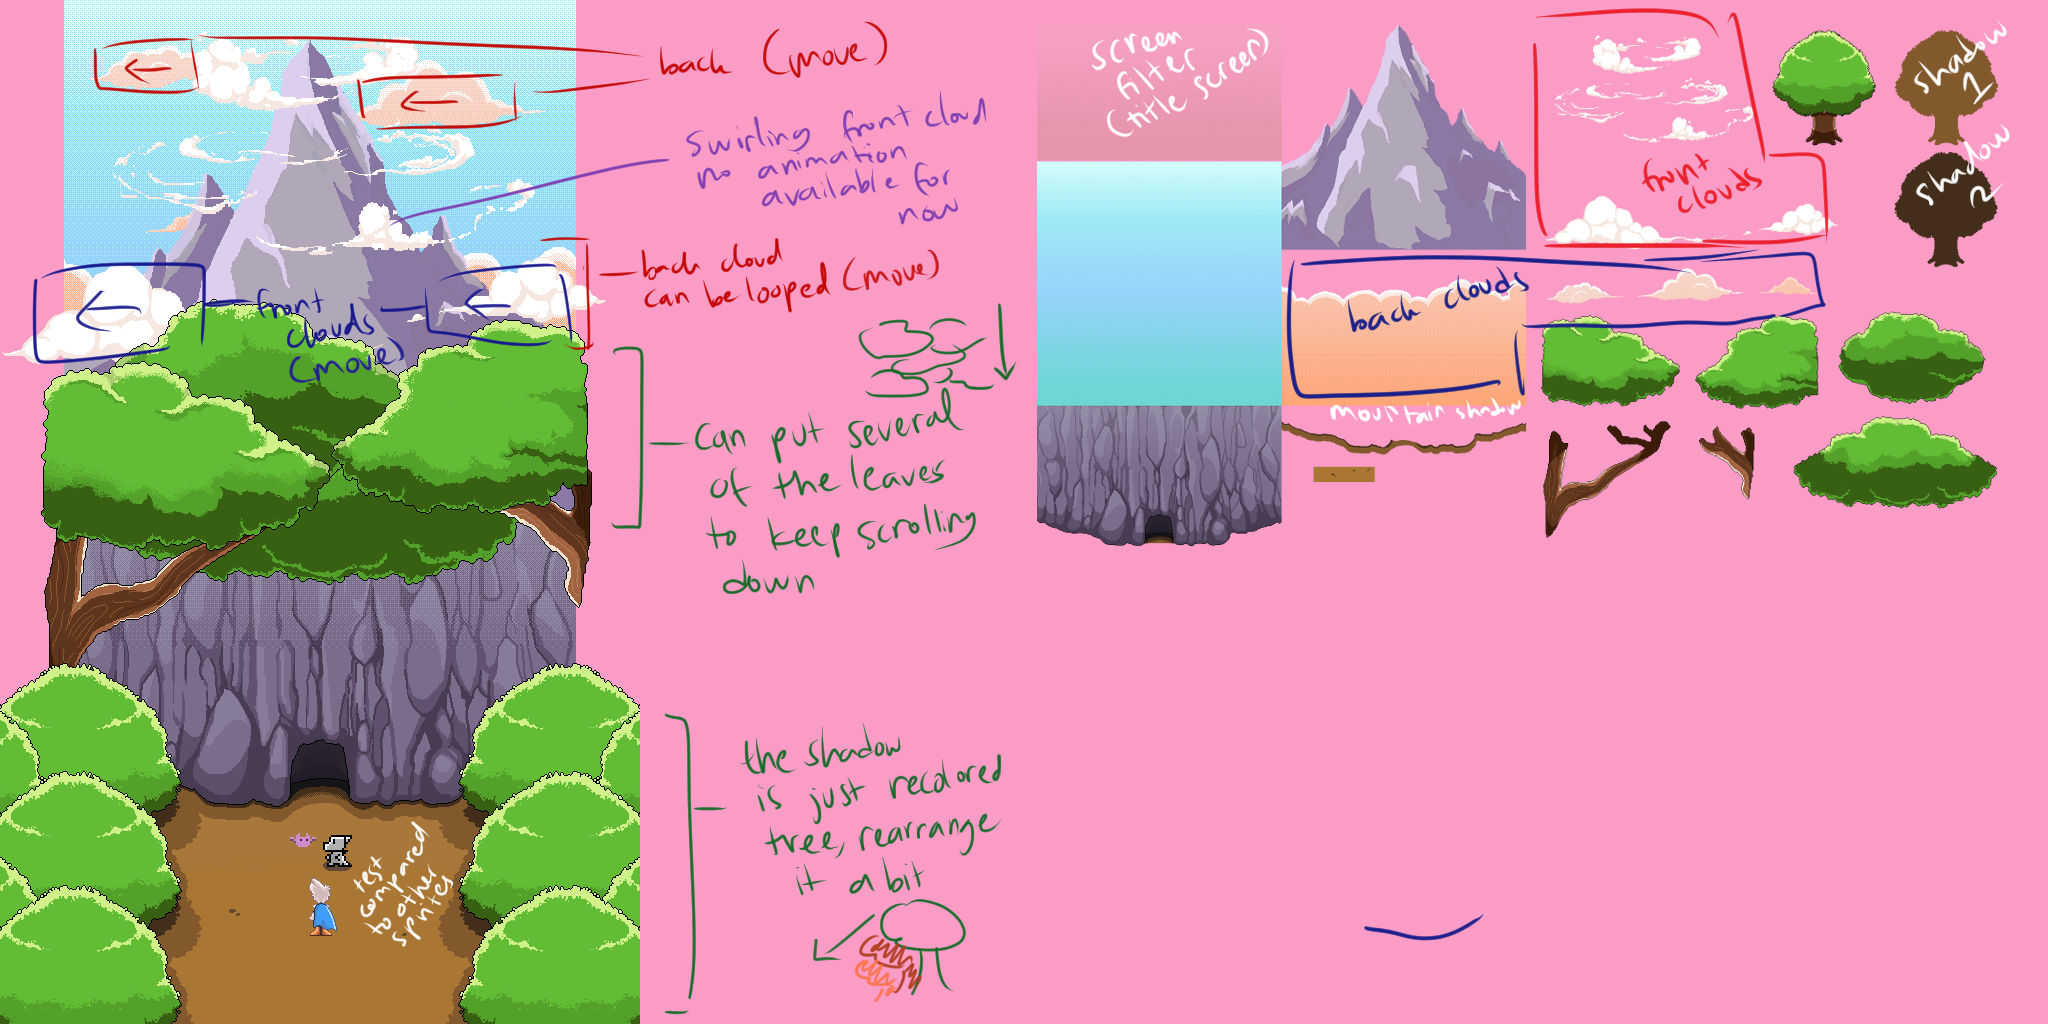 back (move)
swirling front cloud
no animation
available for
now
back cloud
can be looped (move)
front
clouds
(move)
Can put several
of the leaves
to keep scrolling
down
the shadow
is just recolored
tree, rearrange
it a bit
test
compared
to other
sprites
screen
filter
(title screen)
front
clouds
shadow
1
shadow
2
back clouds
mountain shadow